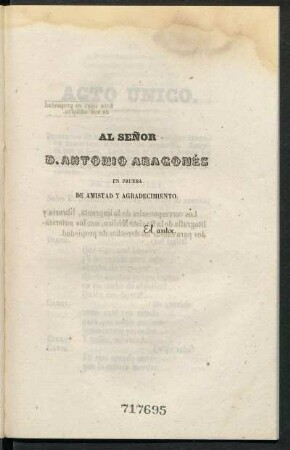 AL SEÑOR
D. ANTONIO ARAGONÉS
EN PRUEBA
DE AMISTAD Y AGRADECIMIENTO.
El autor.
717695